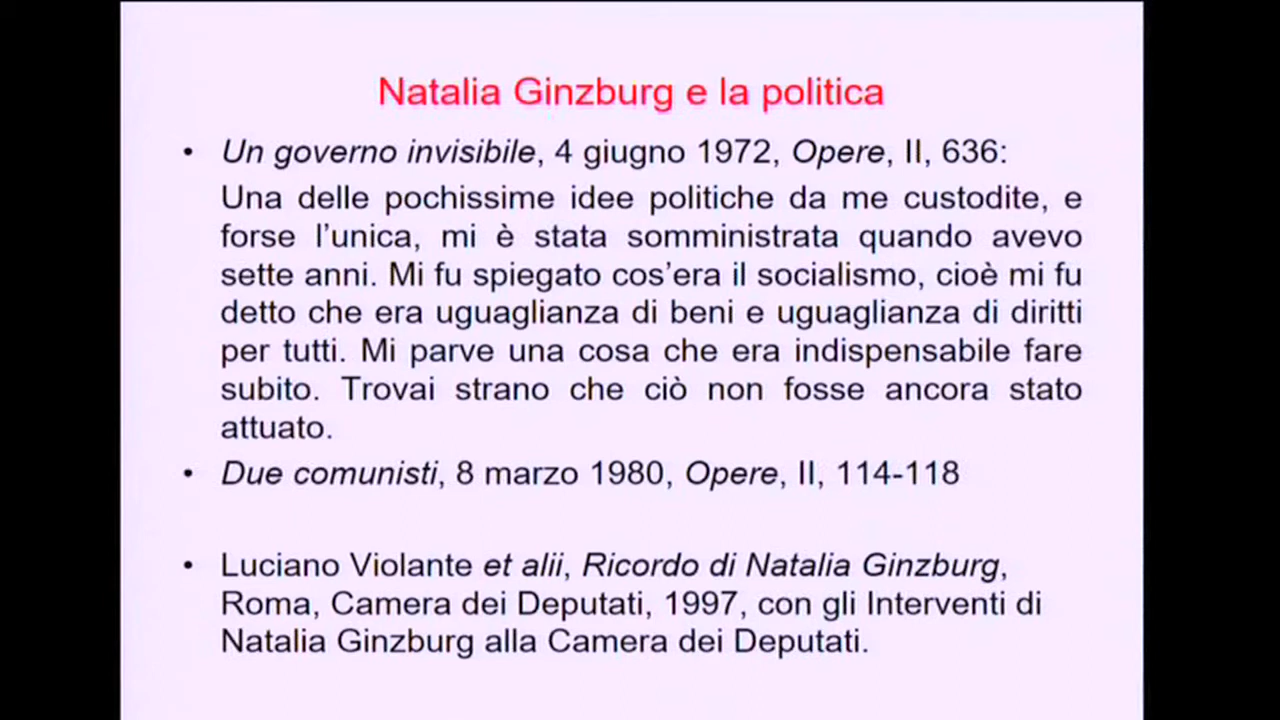 Natalia Ginzburg e la politica
• Un governo invisibile, 4 giugno 1972, Opere, II, 636:
Una delle pochissime idee politiche da me custodite, e
forse l’unica, mi è stata somministrata quando avevo
sette anni. Mi fu spiegato cos’era il socialismo, cioè mi fu
detto che era uguaglianza di beni e uguaglianza di diritti
per tutti. Mi parve una cosa che era indispensabile fare
subito. Trovai strano che ciò non fosse ancora stato
attuato.
• Due comunisti, 8 marzo 1980, Opere, II, 114-118
• Luciano Violante et alii, Ricordo di Natalia Ginzburg,
Roma, Camera dei Deputati, 1997, con gli Interventi di
Natalia Ginzburg alla Camera dei Deputati.